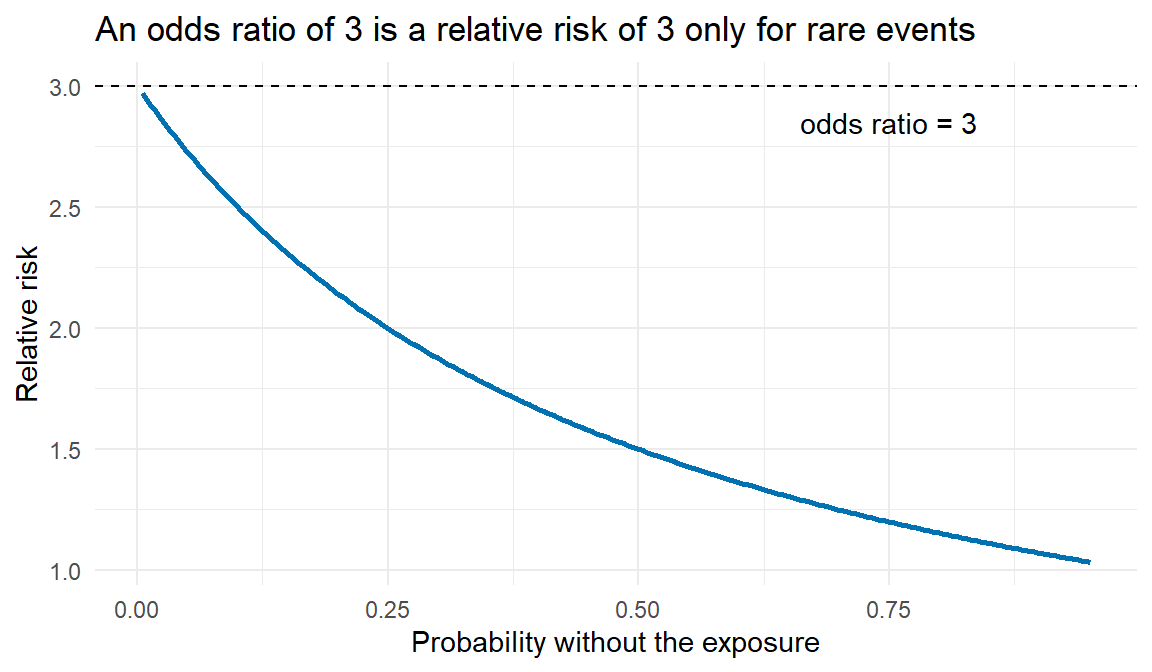 An odds ratio of 3 is a relative risk of 3 only for rare events
3.0
odds ratio = 3
2.5
Relative risk
2.0
1.5
1.0
0.00 0.25 0.50 0.75
Probability without the exposure